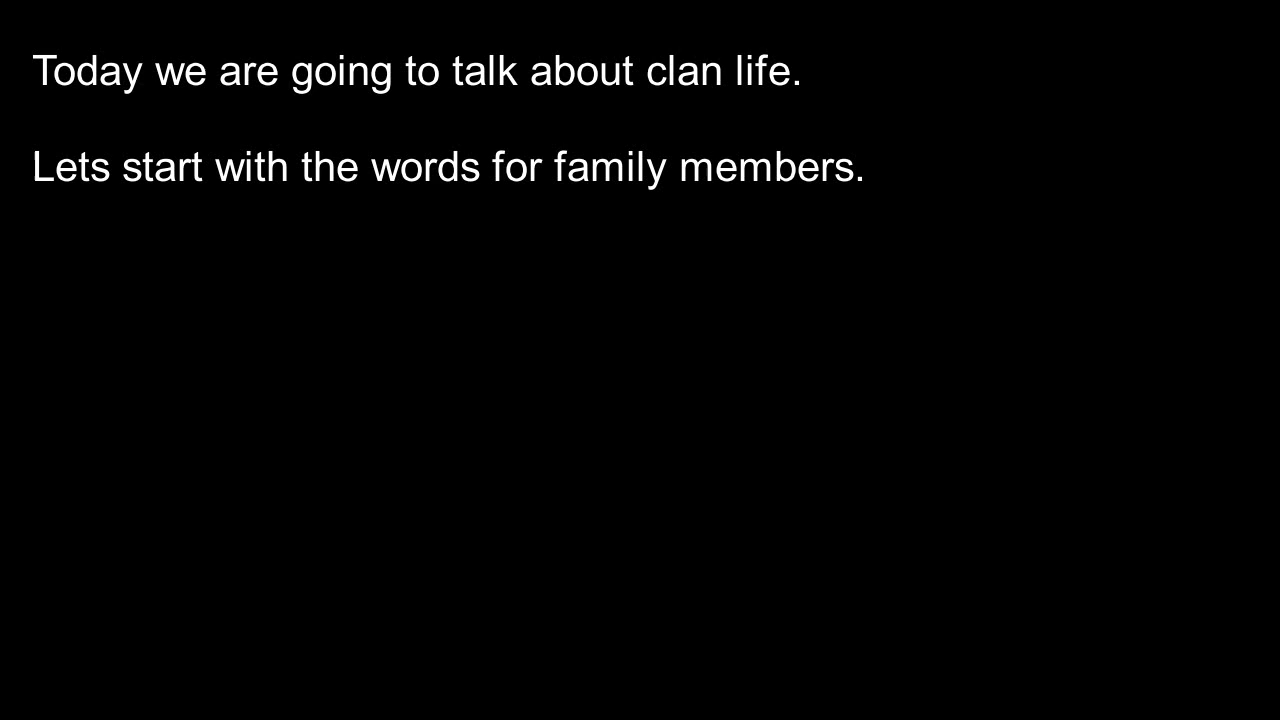 Today we are going to talk about clan life.
Lets start with the words for family members.